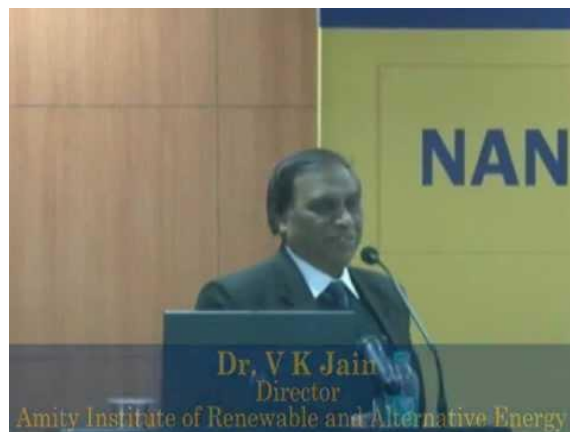 NAN
Dr. V K Jain
Director
Amity Institute of Renewable and Alternative Energy